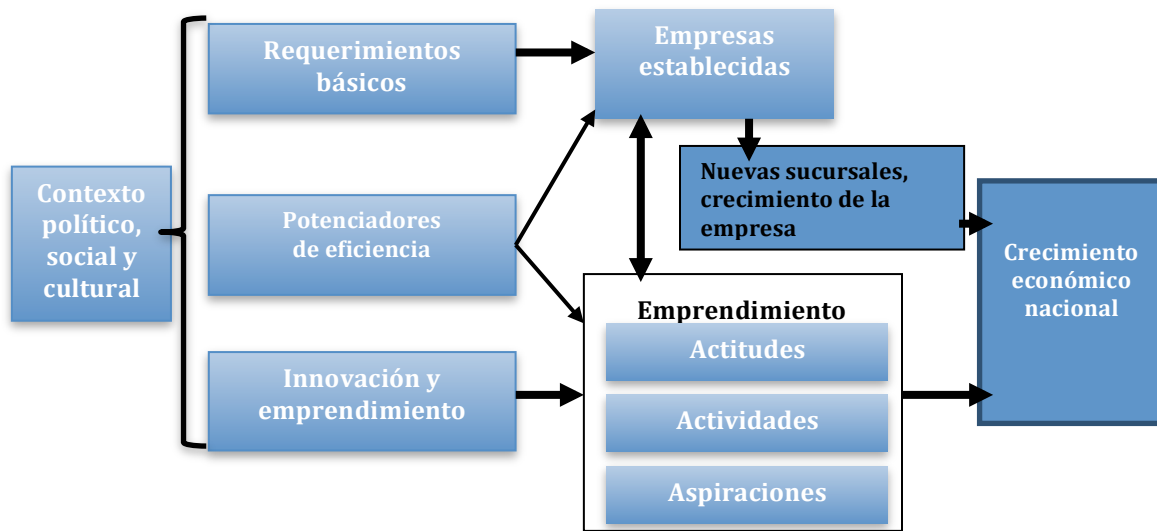 Contexto
político,
social y
cultural
Requerimientos
básicos
Potenciadores
de eficiencia
Innovación y
emprendimiento
Empresas
establecidas
Nuevas sucursales,
crecimiento de la
empresa
Emprendimiento
Actitudes
Actividades
Aspiraciones
Crecimiento
económico
nacional